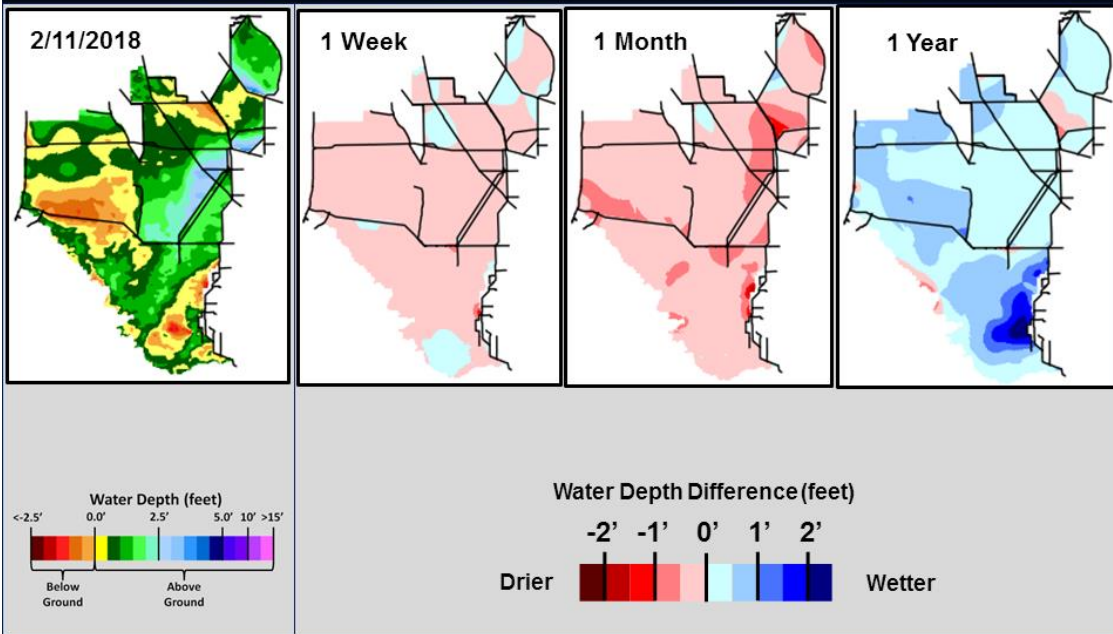 2/11/2018
1 Week
1 Month
1 Year
Water Depth (feet)
<-2.5' 0.0' 2.5' 5.0' 10' >15'
Below
Ground
Above
Ground
Water Depth Difference (feet)
-2' -1' 0' 1' 2'
Drier
Wetter